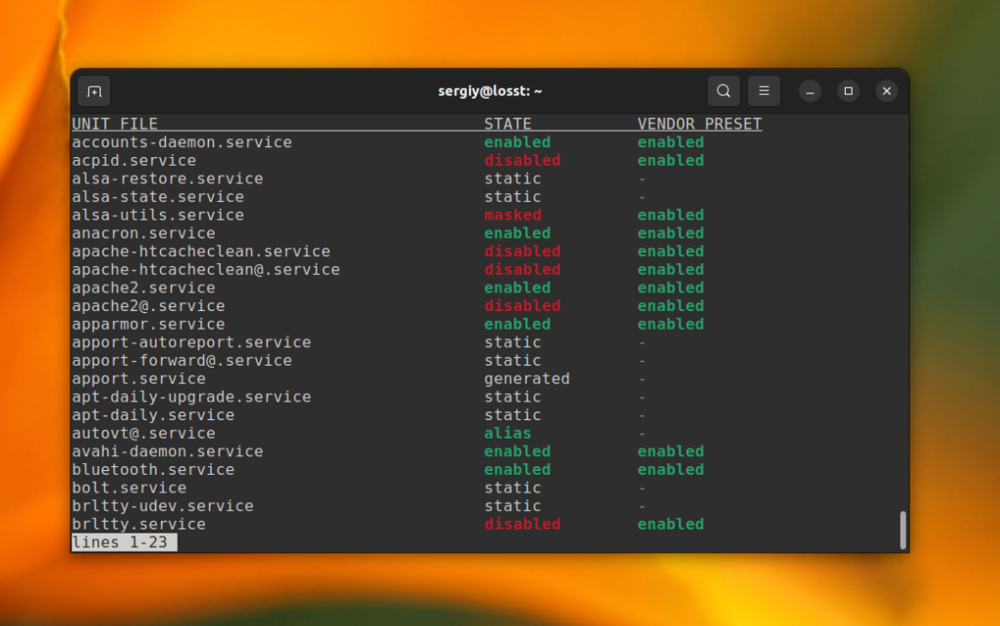 sergiy@losst: ~
UNIT FILE STATE VENDOR PRESET
accounts-daemon.service enabled enabled
acpid.service disabled enabled
alsa-restore.service static -
alsa-state.service static -
alsa-utils.service masked enabled
anacron.service enabled enabled
apache-htcacheclean.service disabled enabled
apache-htcacheclean@.service disabled enabled
apache2.service enabled enabled
apache2@.service disabled enabled
apparmor.service enabled enabled
apport-autoreport.service static -
apport-forward@.service static -
apport.service generated -
apt-daily-upgrade.service static -
apt-daily.service static -
autovt@.service alias -
avahi-daemon.service enabled enabled
bluetooth.service enabled enabled
bolt.service static -
brltty-udev.service static -
brltty.service disabled enabled
lines 1-23